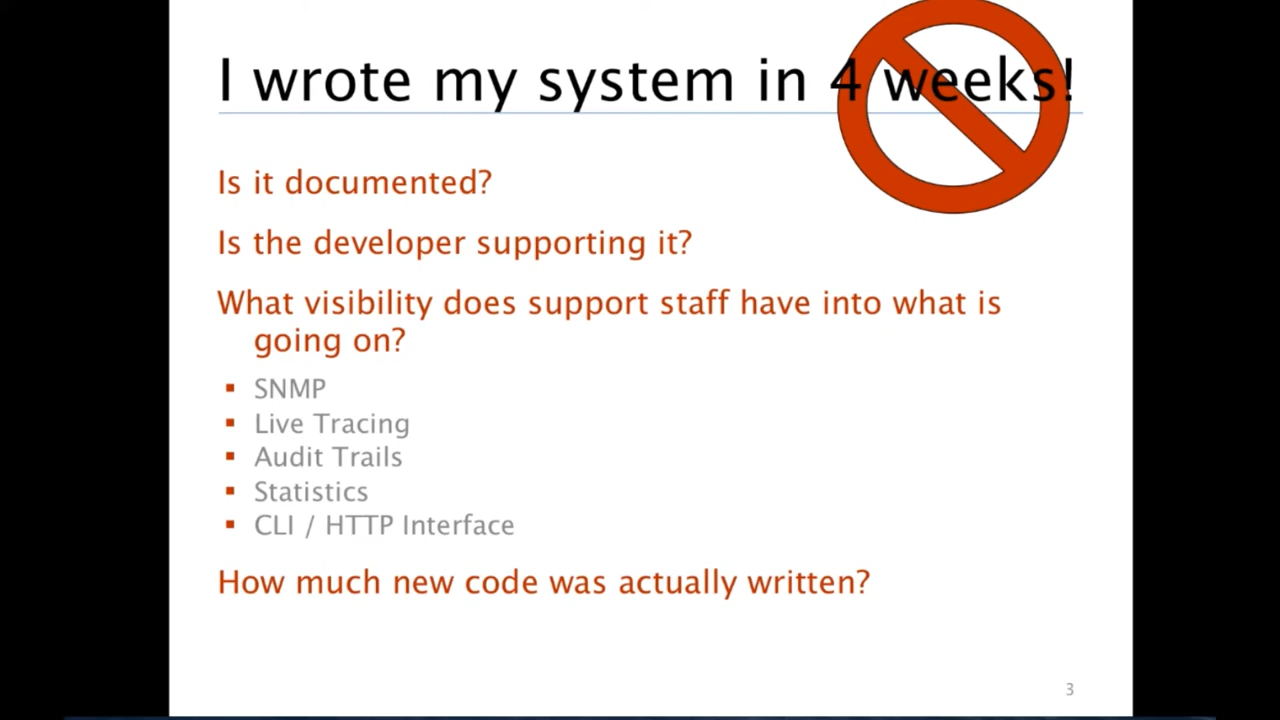 I wrote my system in 4 weeks!
Is it documented?
Is the developer supporting it?
What visibility does support staff have into what is
going on?
▪ SNMP
▪ Live Tracing
▪ Audit Trails
▪ Statistics
▪ CLI / HTTP Interface
How much new code was actually written?
3